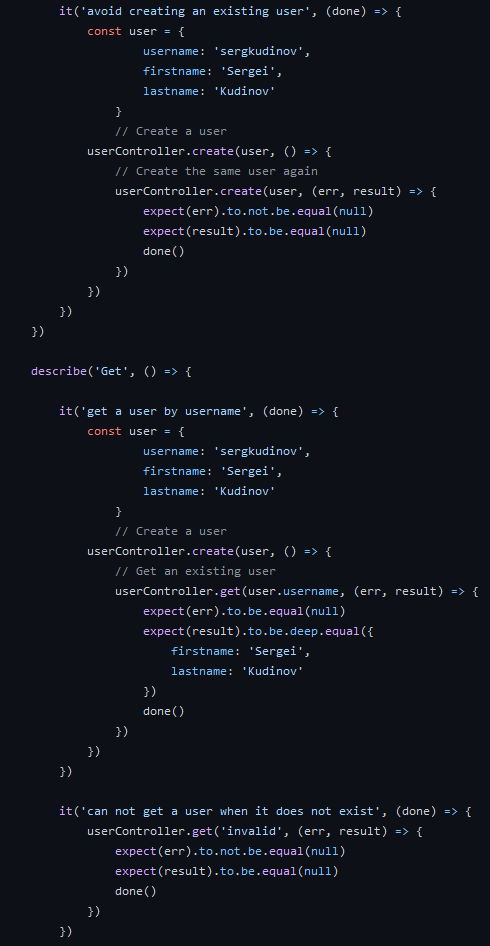 it('avoid creating an existing user', (done) => {
const user = {
username: 'sergkudinov',
firstname: 'Sergei',
lastname: 'Kudinov'
}
// Create a user
userController.create(user, () => {
// Create the same user again
userController.create(user, (err, result) => {
expect(err).to.not.be.equal(null)
expect(result).to.be.equal(null)
done()
})
})
})
})
describe('Get', () => {
it('get a user by username', (done) => {
const user = {
username: 'sergkudinov',
firstname: 'Sergei',
lastname: 'Kudinov'
}
// Create a user
userController.create(user, () => {
// Get an existing user
userController.get(user.username, (err, result) => {
expect(err).to.be.equal(null)
expect(result).to.be.deep.equal({
firstname: 'Sergei',
lastname: 'Kudinov'
})
done()
})
})
})
it('can not get a user when it does not exist', (done) => {
userController.get('invalid', (err, result) => {
expect(err).to.not.be.equal(null)
expect(result).to.be.equal(null)
done()
})
})